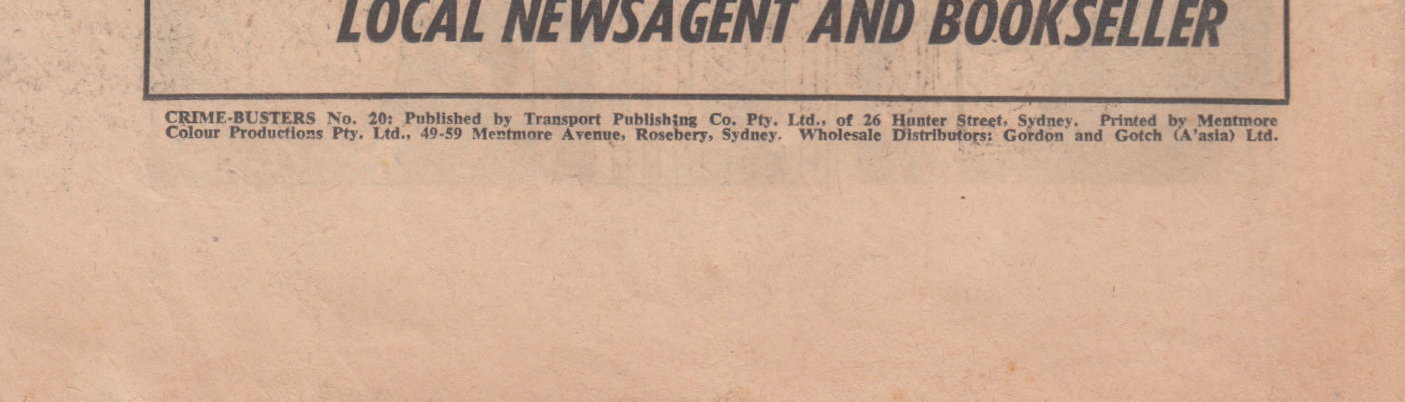 LOCAL NEWSAGENT AND BOOKSELLER
CRIME-BUSTERS No. 20: Published by Transport Publishing Co. Pty. Ltd., of 26 Hunter Street, Sydney. Printed by Mentmore
Colour Productions Pty. Ltd., 49-59 Mentmore Avenue, Rosebery, Sydney. Wholesale Distributors: Gordon and Gotch (A'asia) Ltd.